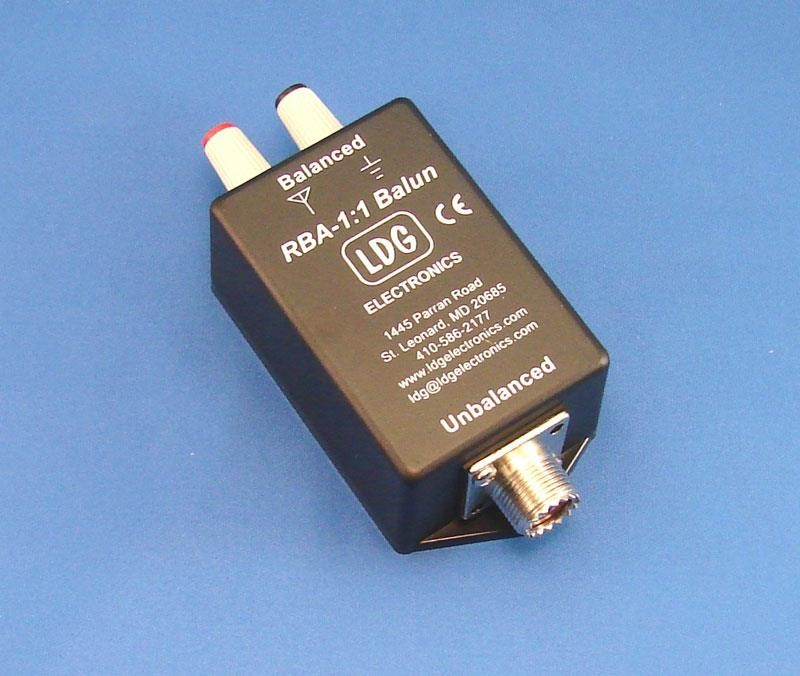 Balanced
RBA-1:1 Balun
LDG
CE
ELECTRONICS
1445 Parran Road
St. Leonard, MD 20685
410-586-2177
www.ldgelectronics.com
ldg@ldgelectronics.com
Unbalanced